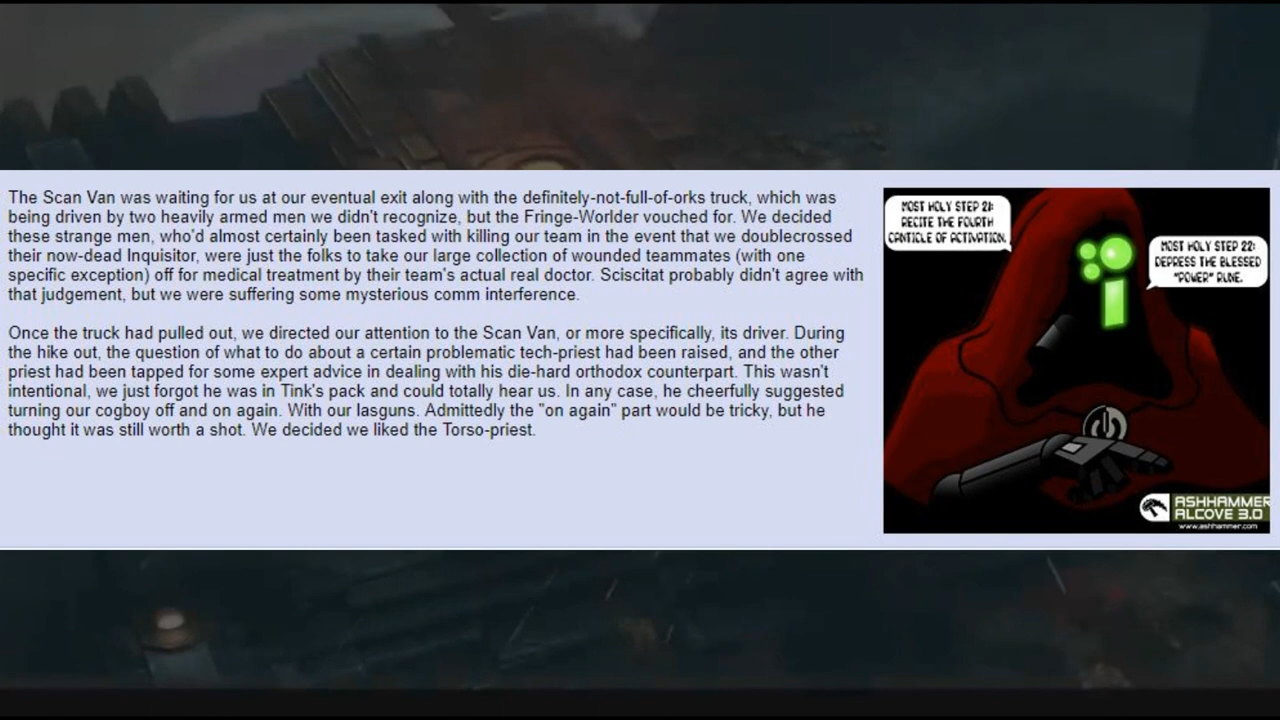 The Scan Van was waiting for us at our eventual exit along with the definitely-not-full-of-orks truck, which was
being driven by two heavily armed men we didn't recognize, but the Fringe-Worlder vouched for. We decided
these strange men, who'd almost certainly been tasked with killing our team in the event that we doublecrossed
their now-dead Inquisitor, were just the folks to take our large collection of wounded teammates (with one
specific exception) off for medical treatment by their team's actual real doctor. Sciscitat probably didn't agree with
that judgement, but we were suffering some mysterious comm interference.
Once the truck had pulled out, we directed our attention to the Scan Van, or more specifically, its driver. During
the hike out, the question of what to do about a certain problematic tech-priest had been raised, and the other
priest had been tapped for some expert advice in dealing with his die-hard orthodox counterpart. This wasn't
intentional, we just forgot he was in Tink's pack and could totally hear us. In any case, he cheerfully suggested
turning our cogboy off and on again. With our lasguns. Admittedly the "on again" part would be tricky, but he
thought it was still worth a shot. We decided we liked the Torso-priest.
MOST HOLY STEP 21:
RECITE THE FOURTH
CANTICLE OF ACTIVATION.
MOST HOLY STEP 22:
DEPRESS THE BLESSED
"POWER" RUNE.
ASHHAMMER
ALCOVE 3.0
www.ashhammer.com